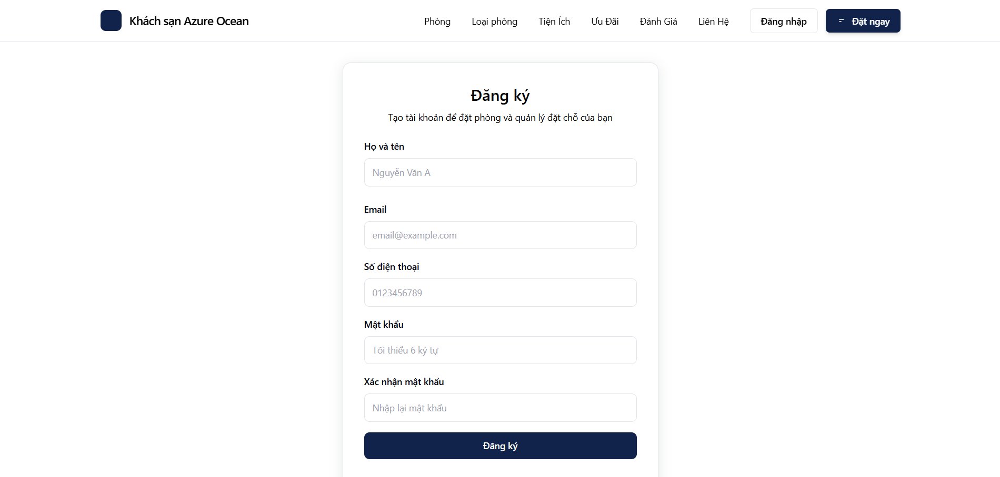 Khách sạn Azure Ocean
Phòng
Loại phòng
Tiện Ích
Ưu Đãi
Đánh Giá
Liên Hệ
Đăng nhập
Đặt ngay
Đăng ký
Tạo tài khoản để đặt phòng và quản lý đặt chỗ của bạn
Họ và tên
Nguyễn Văn A
Email
email@example.com
Số điện thoại
0123456789
Mật khẩu
Tối thiểu 6 ký tự
Xác nhận mật khẩu
Nhập lại mật khẩu
Đăng ký